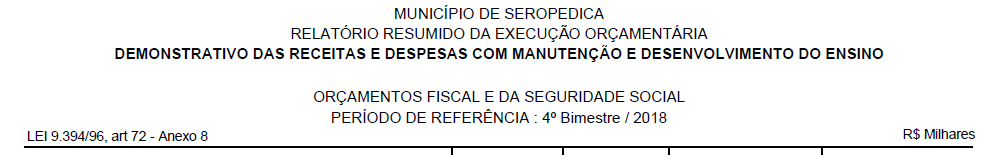 MUNICÍPIO DE SEROPEDICA
RELATÓRIO RESUMIDO DA EXECUÇÃO ORÇAMENTÁRIA
DEMONSTRATIVO DAS RECEITAS E DESPESAS COM MANUTENÇÃO E DESENVOLVIMENTO DO ENSINO
ORÇAMENTOS FISCAL E DA SEGURIDADE SOCIAL
PERÍODO DE REFERÊNCIA : 4º Bimestre / 2018
LEI 9.394/96, art 72 - Anexo 8 R$ Milhares